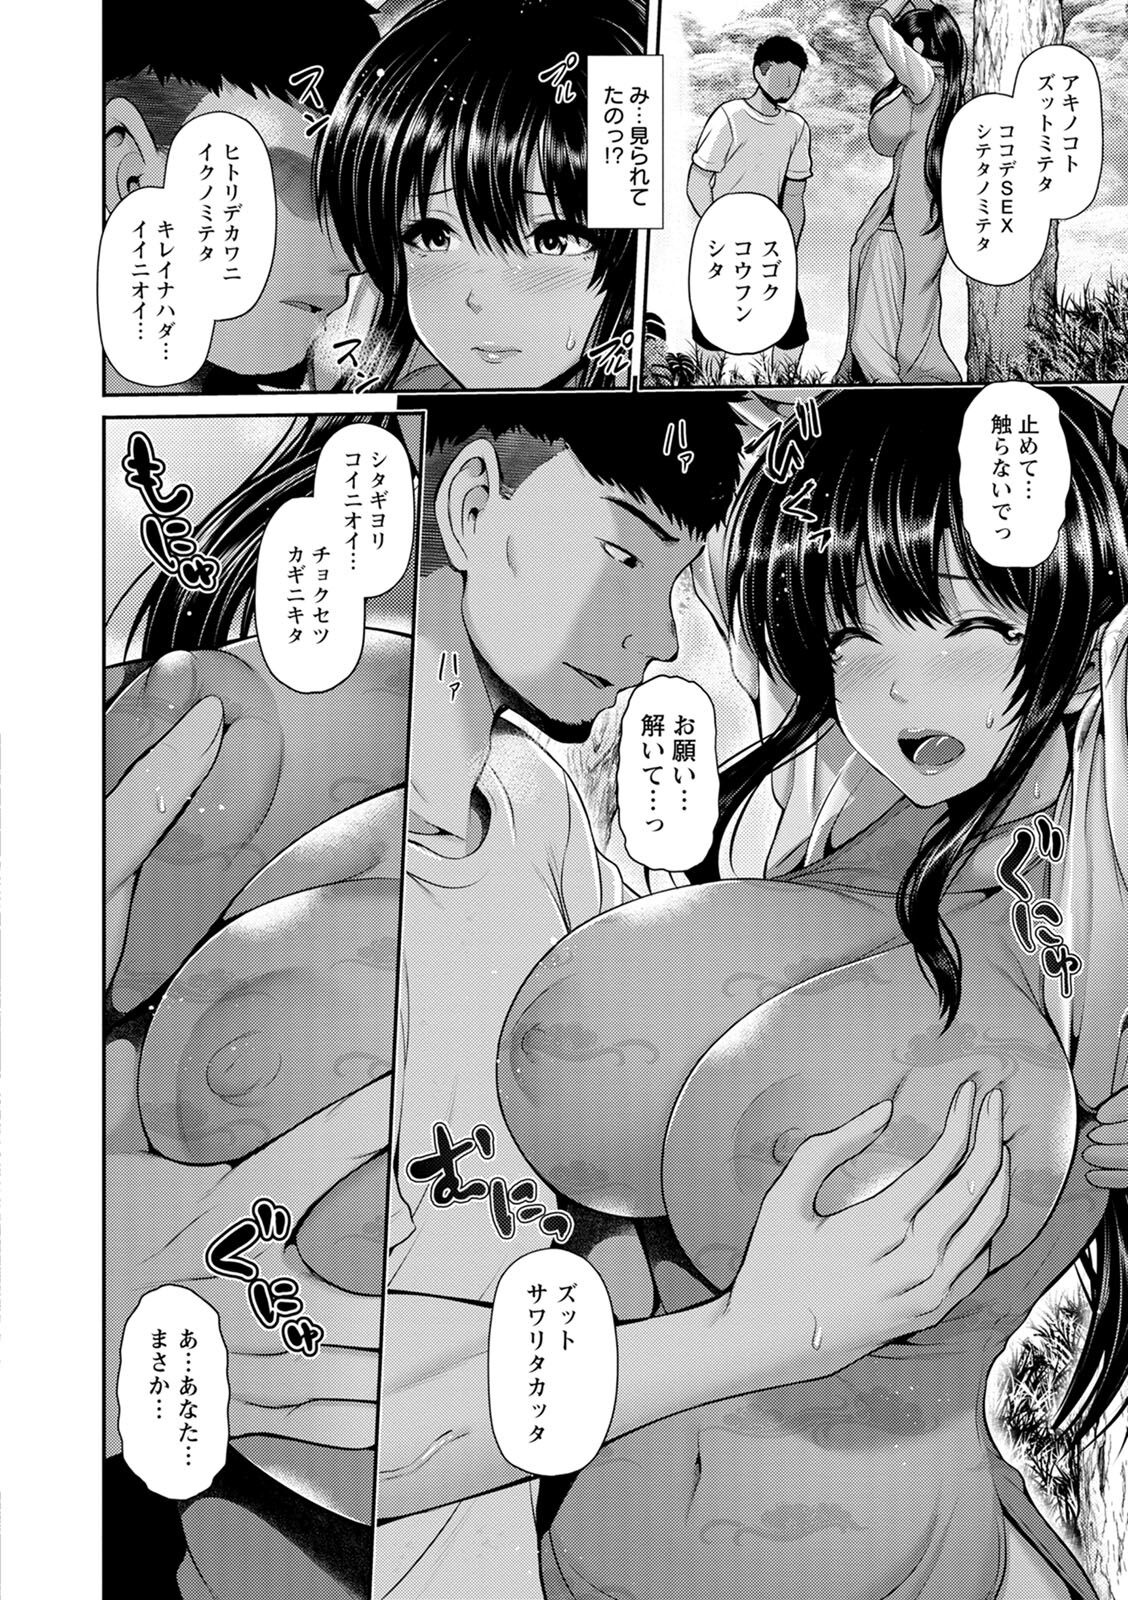 アキノコト
ズットミテタ
ココデSEX
シテタノミテタ
スゴク
コウフン
シタ
み…見られて
たのっ!?
プル
プル
スン
スン
ヒトリデカワニ
イクノミテタ
キレイナハダ…
イイニオイ…
止めて…
触らないでっ
むぎゅ
ハァ
ハァ
お願い…
解いて…っ
ぐにゅ
むにっ
ズット
サワリタカッタ
シタギヨリ
コイニオイ…
チョクセツ
カギニキタ
もにゅ
ぐにゅ
あ…あなた…
まさか…